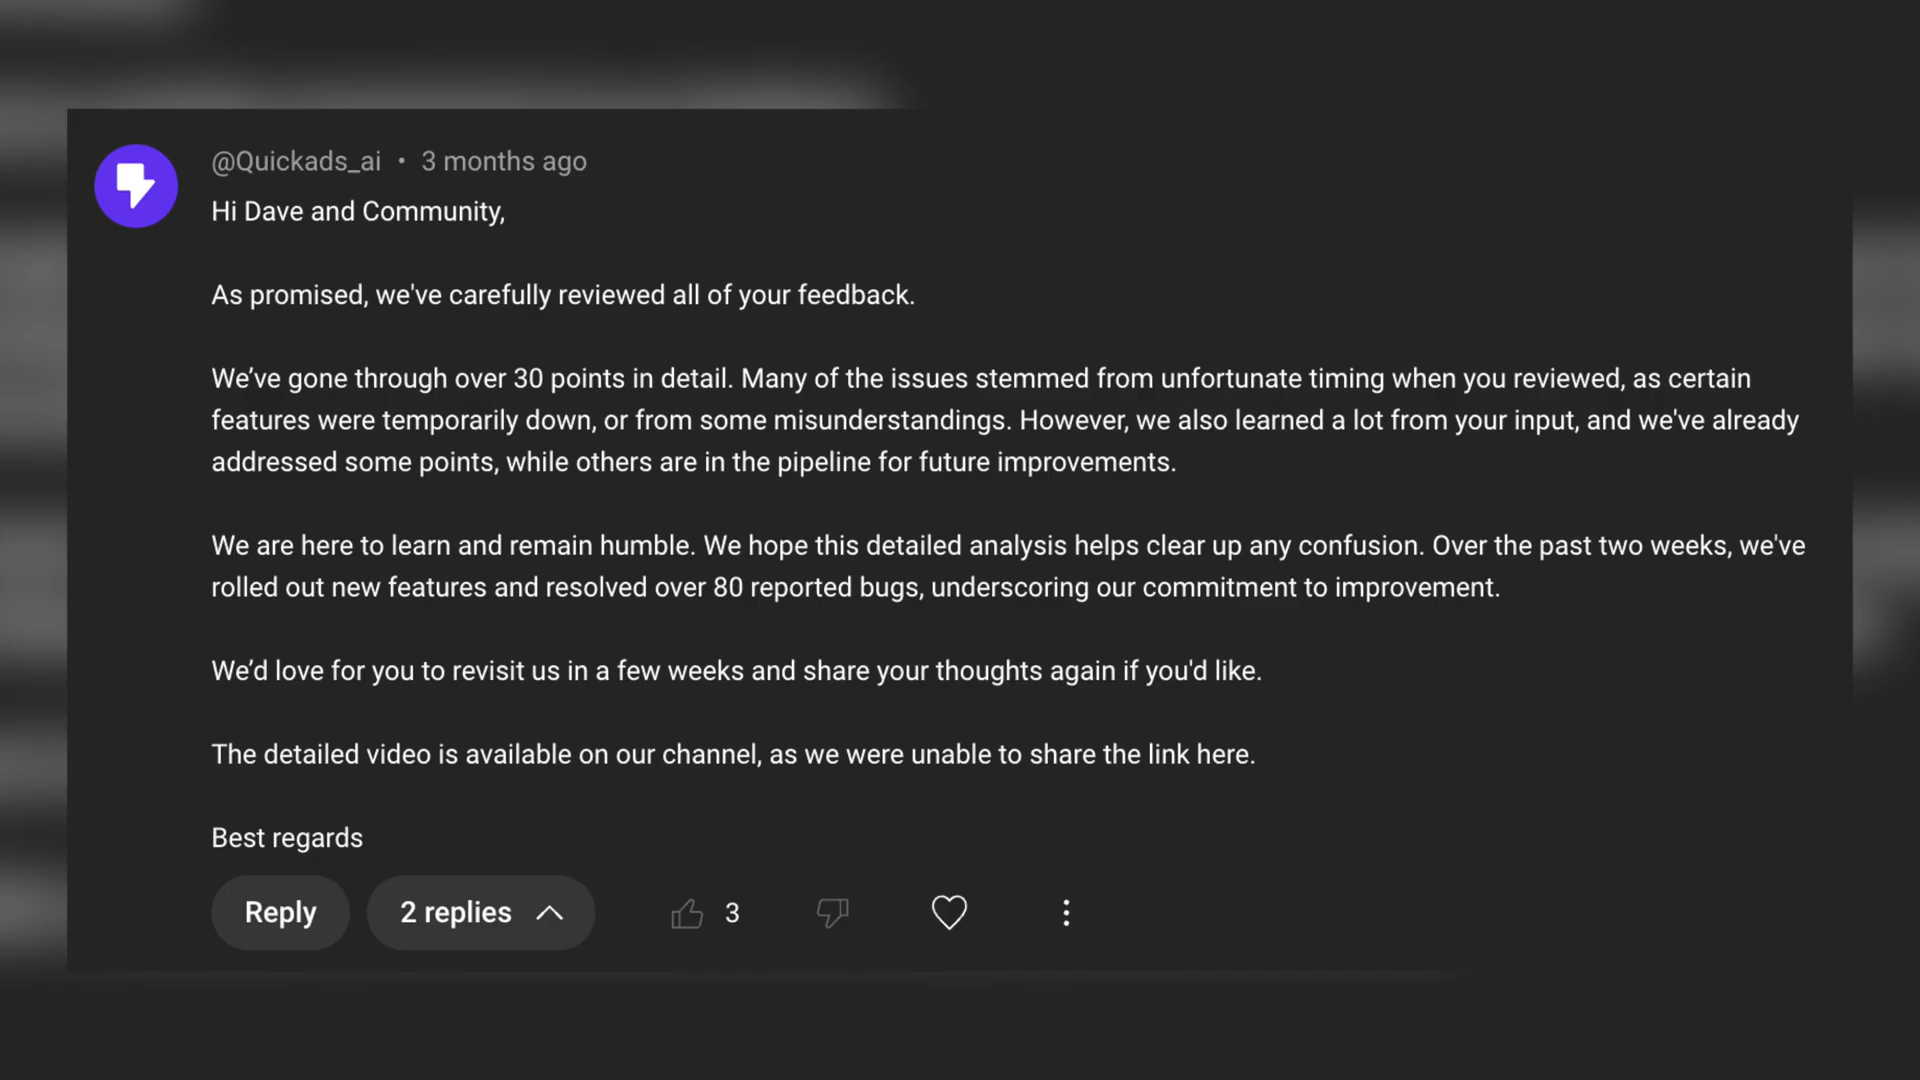 @Quickads_ai • 3 months ago
Hi Dave and Community,
As promised, we've carefully reviewed all of your feedback.
We’ve gone through over 30 points in detail. Many of the issues stemmed from unfortunate timing when you reviewed, as certain
features were temporarily down, or from some misunderstandings. However, we also learned a lot from your input, and we've already
addressed some points, while others are in the pipeline for future improvements.
We are here to learn and remain humble. We hope this detailed analysis helps clear up any confusion. Over the past two weeks, we've
rolled out new features and resolved over 80 reported bugs, underscoring our commitment to improvement.
We’d love for you to revisit us in a few weeks and share your thoughts again if you'd like.
The detailed video is available on our channel, as we were unable to share the link here.
Best regards
Reply 2 replies 3